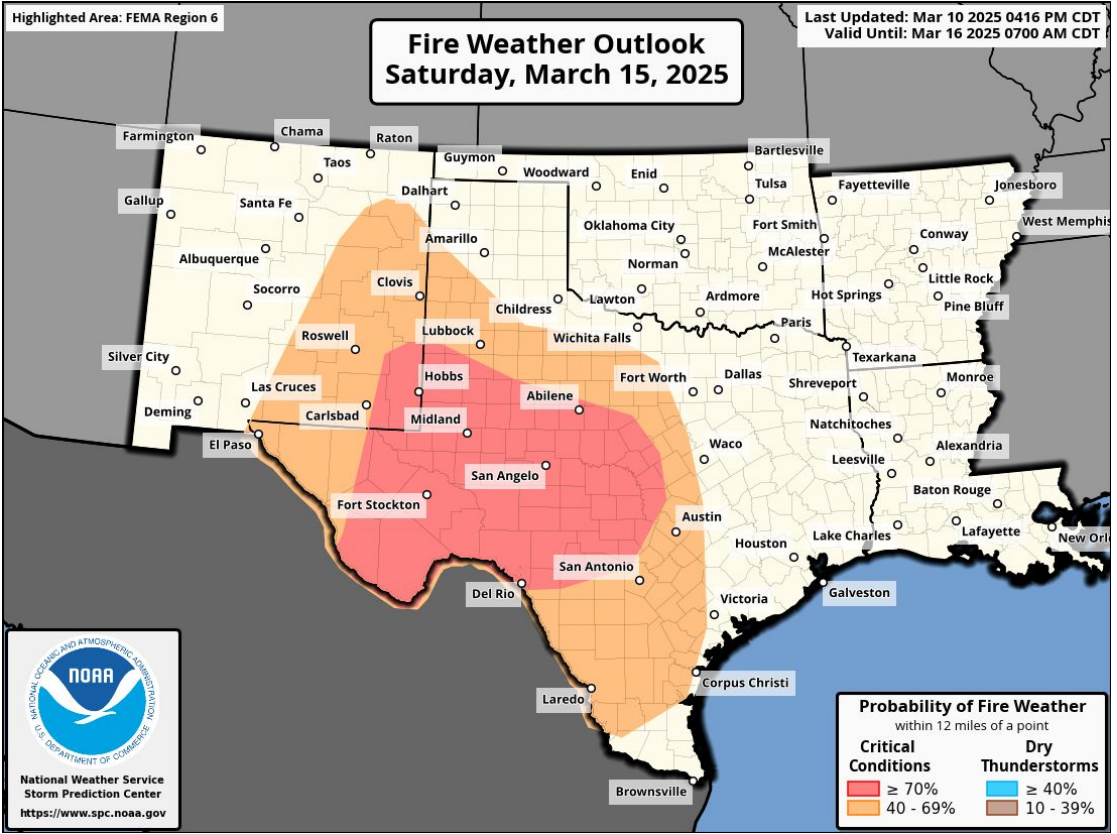 Highlighted Area: FEMA Region 6
Fire Weather Outlook
Saturday, March 15, 2025
Last Updated: Mar 10 2025 0416 PM CDT
Valid Until: Mar 16 2025 0700 AM CDT
Farmington
Chama
Raton
Taos
Guymon
Woodward
Enid
Bartlesville
Tulsa
Fayetteville
Jonesboro
Gallup
Santa Fe
Dalhart
Oklahoma City
Fort Smith
West Memphis
Albuquerque
Amarillo
Norman
McAlester
Conway
Little Rock
Socorro
Clovis
Childress
Lawton
Ardmore
Hot Springs
Pine Bluff
Roswell
Lubbock
Wichita Falls
Paris
Texarkana
Silver City
Las Cruces
Hobbs
Fort Worth
Dallas
Shreveport
Monroe
Deming
Carlsbad
Midland
Abilene
Natchitoches
El Paso
Waco
Leesville
Alexandria
San Angelo
Fort Stockton
Austin
Baton Rouge
Houston
Lake Charles
Lafayette
New Orl
San Antonio
Del Rio
Victoria
Galveston
Laredo
Corpus Christi
Brownsville
NATIONAL OCEANIC AND ATMOSPHERIC ADMINISTRATION
NOAA
U.S. DEPARTMENT OF COMMERCE
National Weather Service
Storm Prediction Center
https://www.spc.noaa.gov
Probability of Fire Weather
within 12 miles of a point
Critical
Conditions
≥ 70%
40 - 69%
Dry
Thunderstorms
≥ 40%
10 - 39%